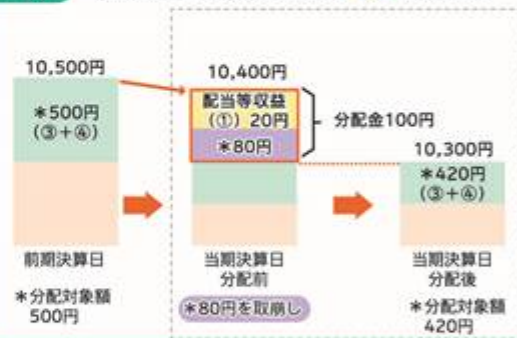 10,500円
*500円
(③+④)
前期決算日
*分配対象額
500円
10,400円
配当等収益
(①) 20円
*80円
分配金100円
当期決算日
分配前
*80円を取崩し
10,300円
*420円
(③+④)
当期決算日
分配後
*分配対象額
420円